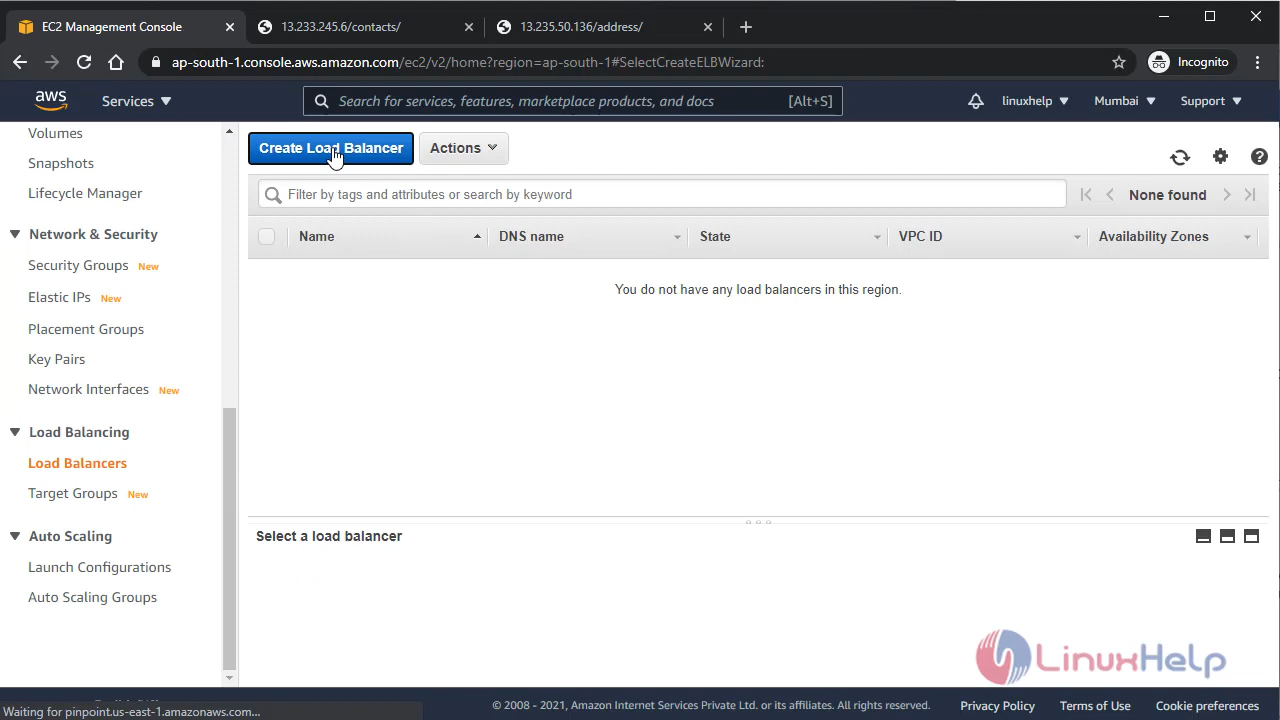 EC2 Management Console
13.233.245.6/contacts/
13.235.50.136/address/
ap-south-1.console.aws.amazon.com/ec2/v2/home?region=ap-south-1#SelectCreateELBWizard:
Incognito
aws
Services
Search for services, features, marketplace products, and docs
[Alt+S]
linuxhelp
Mumbai
Support
Volumes
Snapshots
Lifecycle Manager
Network & Security
Security Groups New
Elastic IPs New
Placement Groups
Key Pairs
Network Interfaces New
Load Balancing
Load Balancers
Target Groups New
Auto Scaling
Launch Configurations
Auto Scaling Groups
Create Load Balancer
Actions
Filter by tags and attributes or search by keyword
None found
Name
DNS name
State
VPC ID
Availability Zones
You do not have any load balancers in this region.
Select a load balancer
LinuxHelp
Waiting for pinpoint.us-east-1.amazonaws.com...
© 2008 - 2021, Amazon Internet Services Private Ltd. or its affiliates. All rights reserved.
Privacy Policy
Terms of Use
Cookie preferences